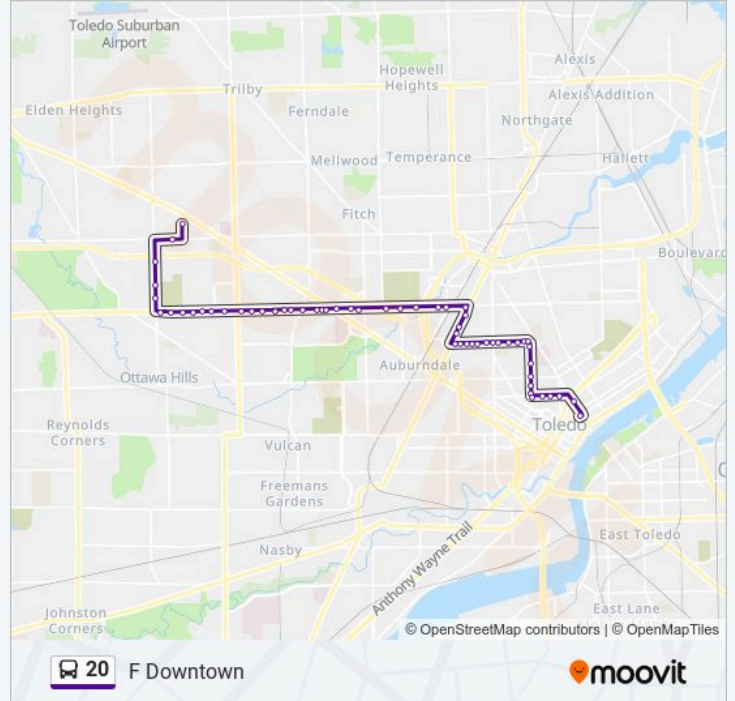 Toledo Suburban
Airport
Alexis
Hopewell
Heights
Trilby
Alexis Addition
Elden Heights
Ferndale
Northgate
Mellwood
Temperance
Hallett
Fitch
Boulevard
Auburndale
Ottawa Hills
Toledo
Reynolds
Corners
Vulcan
Freemans
Gardens
East Toledo
Nasby
Anthony Wayne Trail
East Lane
Johnston
Corners
© OpenStreetMap contributors | © OpenMapTiles
20 F Downtown
moovit